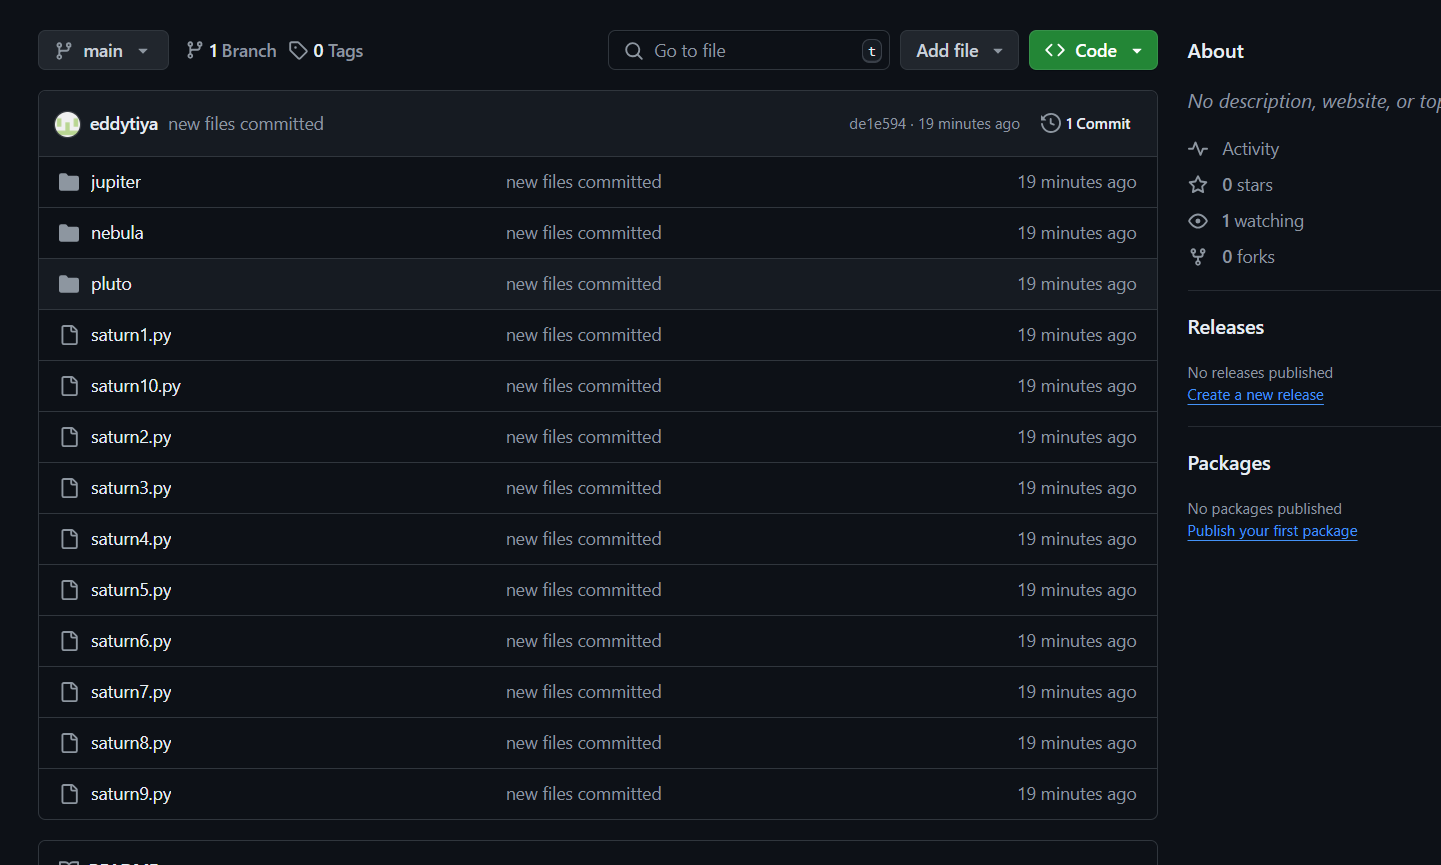 main 1 Branch 0 Tags Go to file t Add file Code
eddytiya new files committed de1e594 · 19 minutes ago 1 Commit
jupiter new files committed 19 minutes ago
nebula new files committed 19 minutes ago
pluto new files committed 19 minutes ago
saturn1.py new files committed 19 minutes ago
saturn10.py new files committed 19 minutes ago
saturn2.py new files committed 19 minutes ago
saturn3.py new files committed 19 minutes ago
saturn4.py new files committed 19 minutes ago
saturn5.py new files committed 19 minutes ago
saturn6.py new files committed 19 minutes ago
saturn7.py new files committed 19 minutes ago
saturn8.py new files committed 19 minutes ago
saturn9.py new files committed 19 minutes ago
About
No description, website, or
Activity
0 stars
1 watching
0 forks
Releases
No releases published
Create a new release
Packages
No packages published
Publish your first package